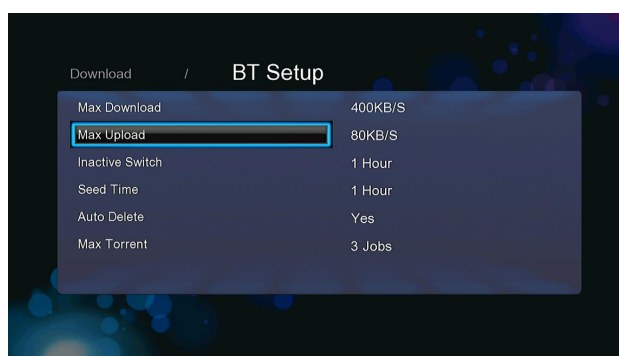 Download / BT Setup
Max Download 400KB/S
Max Upload 80KB/S
Inactive Switch 1 Hour
Seed Time 1 Hour
Auto Delete Yes
Max Torrent 3 Jobs